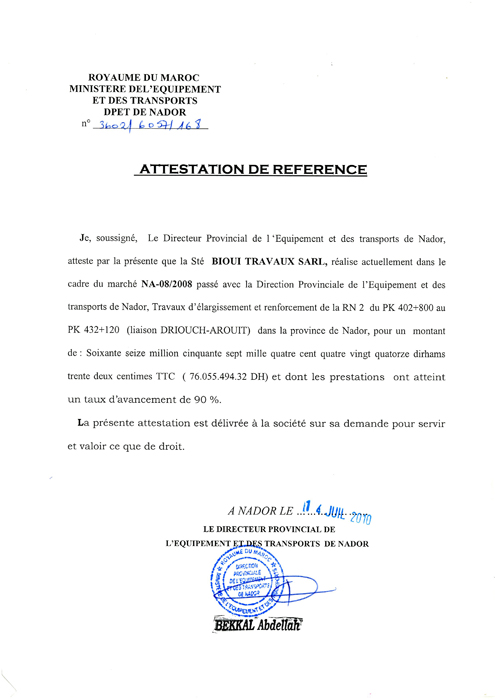 ROYAUME DU MAROC
MINISTERE DEL'EQUIPEMENT
ET DES TRANSPORTS
DPET DE NADOR
n° 3602/6057/168
ATTESTATION DE REFERENCE
Je, soussigné, Le Directeur Provincial de l'Equipement et des transports de Nador,
atteste par la présente que la Sté BIOUI TRAVAUX SARL, réalise actuellement dans le
cadre du marché NA-08/2008 passé avec la Direction Provinciale de l'Equipement et des
transports de Nador, Travaux d'élargissement et renforcement de la RN 2 du PK 402+800 au
PK 432+120 (liaison DRIOUCH-AROUIT) dans la province de Nador, pour un montant
de : Soixante seize million cinquante sept mille quatre cent quatre vingt quatorze dirhams
trente deux centimes TTC ( 76.055.494.32 DH) et dont les prestations ont atteint
un taux d'avancement de 90 %.
La présente attestation est délivrée à la société sur sa demande pour servir
et valoir ce que de droit.
A NADOR LE ... 14 JUIL 2010
LE DIRECTEUR PROVINCIAL DE
L'EQUIPEMENT ET DES TRANSPORTS DE NADOR
ROYAUME DU MAROC
DIRECTION
PROVINCIALE
DE L'EQUIPEMENT
ET DES TRANSPORTS
DE NADOR
BEKKAL Abdellah